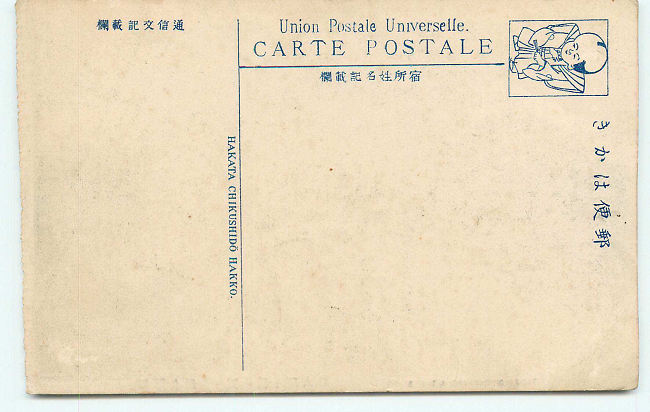 通信文記載欄
Union Postale Universelle.
CARTE POSTALE
宿所姓名記載欄
郵便はかき
HAKATA CHIKUSHIDŌ HAKKO.